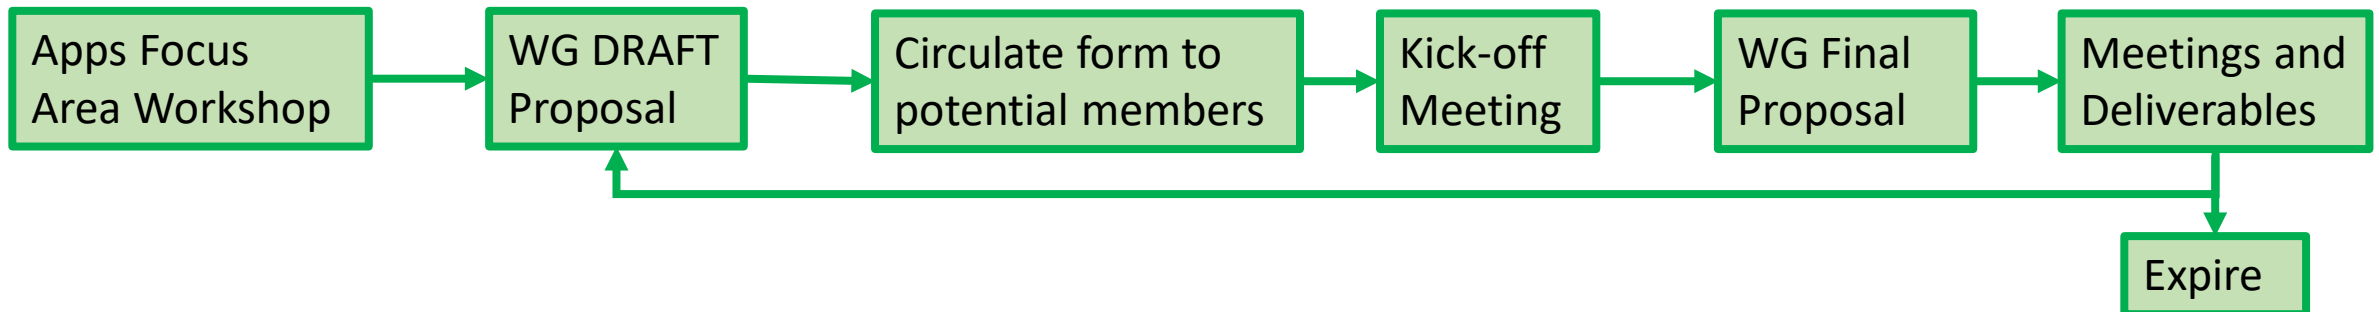 Apps Focus
Area Workshop
WG DRAFT
Proposal
Circulate form to
potential members
Kick-off
Meeting
WG Final
Proposal
Meetings and
Deliverables
Expire